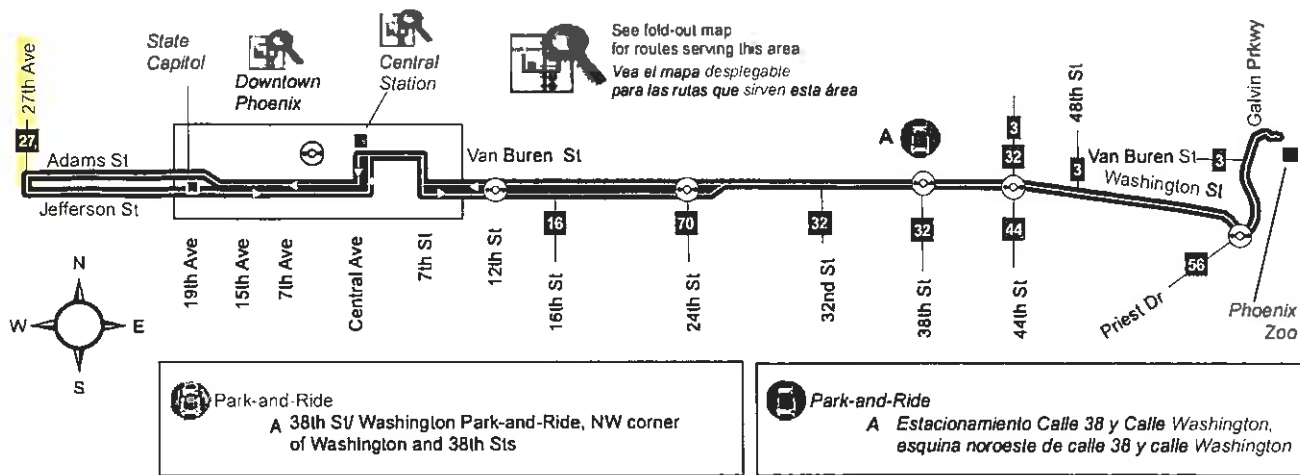 State
Capitol
Downtown
Phoenix
Central
Station
See fold-out map
for routes serving this area
Vea el mapa desplegable
para las rutas que sirven esta área
27th Ave
27
Adams St
Jefferson St
Van Buren St
A
3
32
48th St
3
Van Buren St
3
Washington St
Galvin Prkwy
19th Ave
15th Ave
7th Ave
Central Ave
7th St
12th St
16
16th St
70
24th St
32
32nd St
32
38th St
44
44th St
56
Priest Dr
Phoenix
Zoo
N
W
E
S
Park-and-Ride
A 38th St/ Washington Park-and-Ride, NW corner
of Washington and 38th Sts
Park-and-Ride
A Estacionamiento Calle 38 y Calle Washington,
esquina noroeste de calle 38 y calle Washington